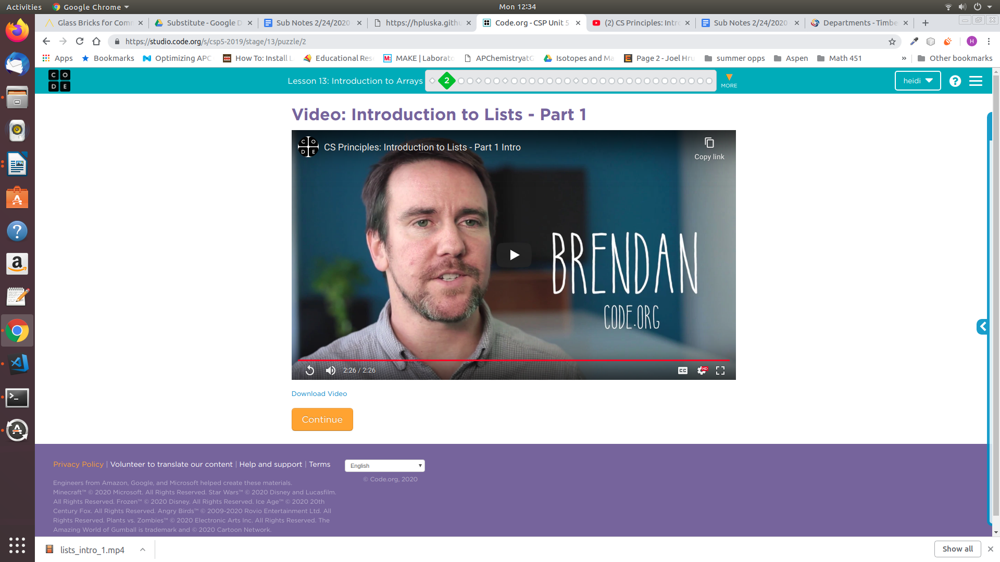 Activities
Google Chrome
Mon 12:34
Glass Bricks for Comm
Substitute - Google D
Sub Notes 2/24/2020
https://hpluska.githu
Code.org - CSP Unit 5
(2) CS Principles: Intro
Sub Notes 2/24/2020
Departments - Timbe
https://studio.code.org/s/csp5-2019/stage/13/puzzle/2
H
Apps
Bookmarks
Optimizing APC
How To: Install L
Educational Res
MAKE | Laborato
APChemistryatG
Isotopes and Ma
Page 2 - Joel Hru
summer opps
Aspen
Math 451
»
Other bookmarks
CODE
Lesson 13: Introduction to Arrays
2
MORE
heidi
?
Video: Introduction to Lists - Part 1
CODE
CS Principles: Introduction to Lists - Part 1 Intro
Copy link
BRENDAN
CODE.ORG
2:26 / 2:26
CC
HD
Download Video
Continue
Privacy Policy | Volunteer to translate our content | Help and support | Terms
English
© Code.org, 2020
Engineers from Amazon, Google, and Microsoft helped create these materials.
Minecraft™ © 2020 Microsoft. All Rights Reserved. Star Wars™ © 2020 Disney and Lucasfilm.
All Rights Reserved. Frozen™ © 2020 Disney. All Rights Reserved. Ice Age™ © 2020 20th
Century Fox. All Rights Reserved. Angry Birds™ © 2009-2020 Rovio Entertainment Ltd. All
Rights Reserved. Plants vs. Zombies™ © 2020 Electronic Arts Inc. All Rights Reserved. The
Amazing World of Gumball is trademark and © 2020 Cartoon Network.
lists_intro_1.mp4
Show all